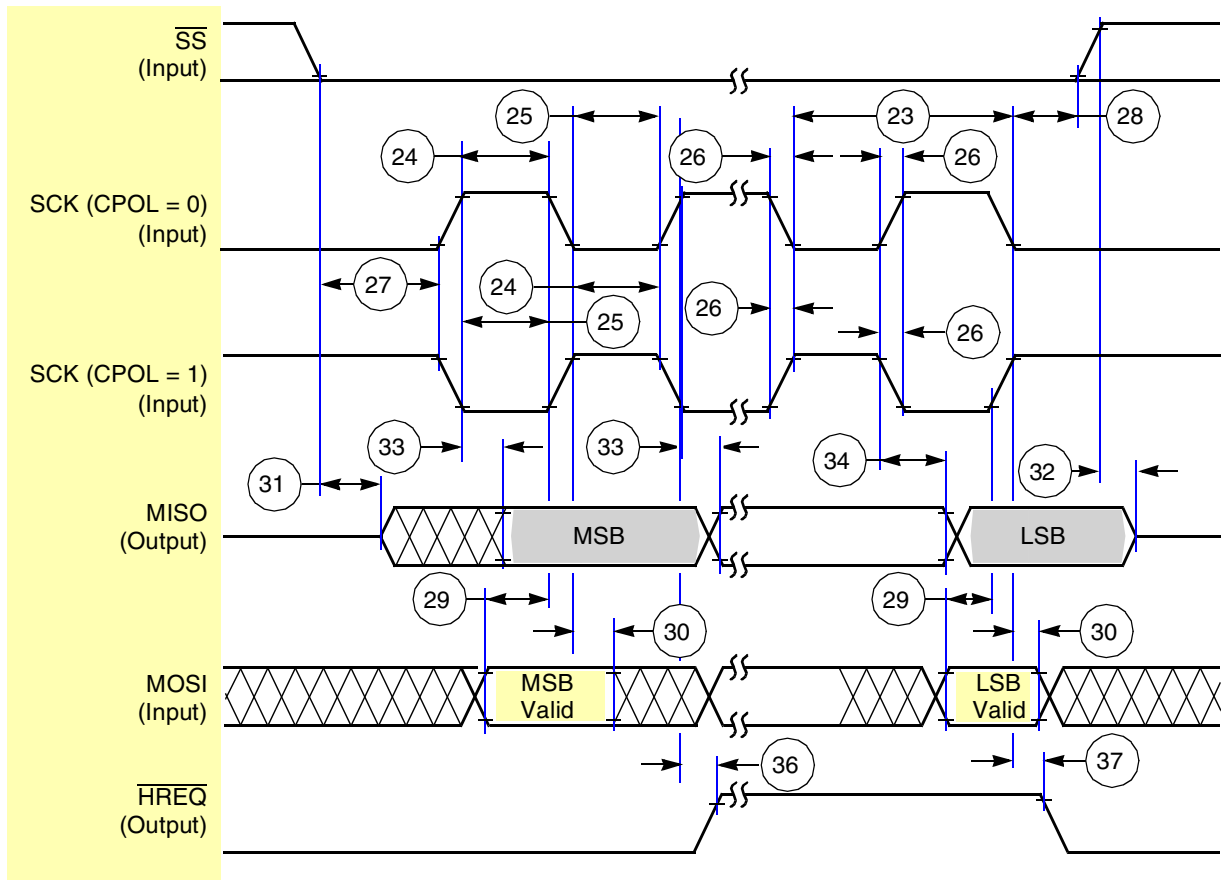 SS
(Input)
25
23
28
24
26
26
SCK (CPOL = 0)
(Input)
27
24
26
25
26
SCK (CPOL = 1)
(Input)
33
33
34
32
31
MISO
(Output)
MSB
LSB
29
29
30
30
MOSI
(Input)
MSB
Valid
LSB
Valid
36
37
HREQ
(Output)